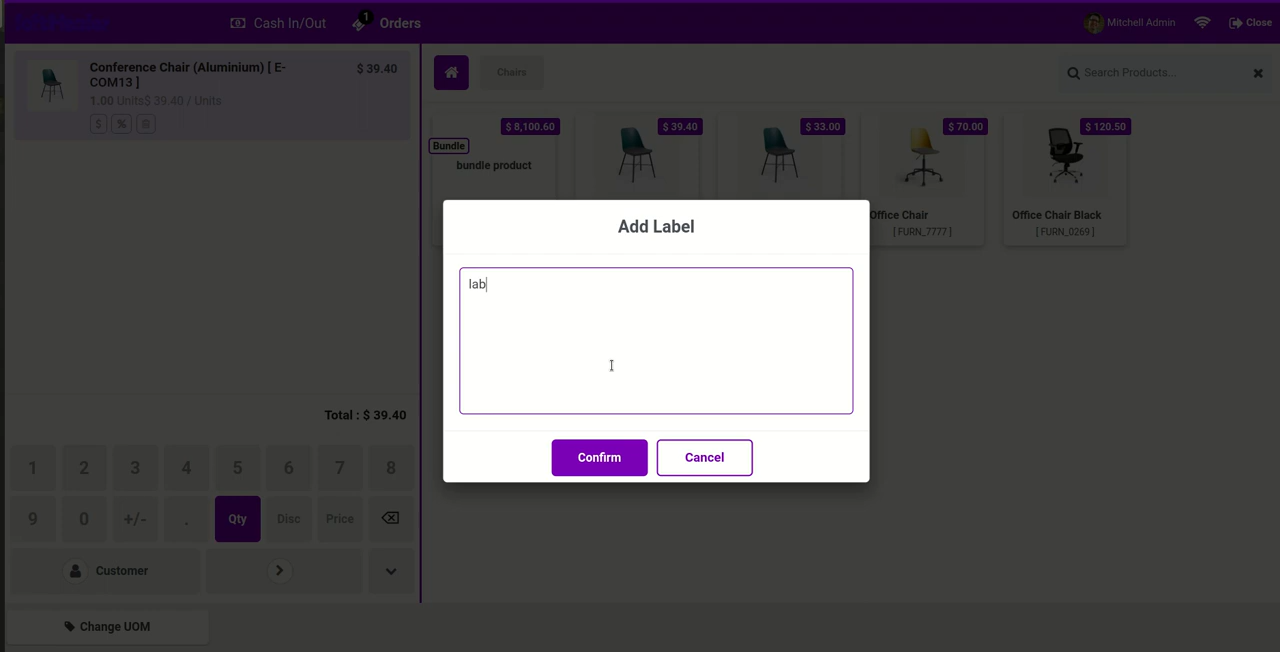 Cash In/Out
1
Orders
Mitchell Admin
Close
Conference Chair (Aluminium) [ E-
COM13 ]
$ 39.40
1.00 Units$ 39.40 / Units
$
%
Chairs
Search Products...
$ 8,100.60
Bundle
bundle product
$ 39.40
$ 33.00
$ 70.00
Office Chair
[ FURN_7777 ]
$ 120.50
Office Chair Black
[ FURN_0269 ]
Add Label
lab
Confirm
Cancel
Total : $ 39.40
1 2 3 4 5 6 7 8
9 0 +/- . Qty Disc Price
Customer
Change UOM